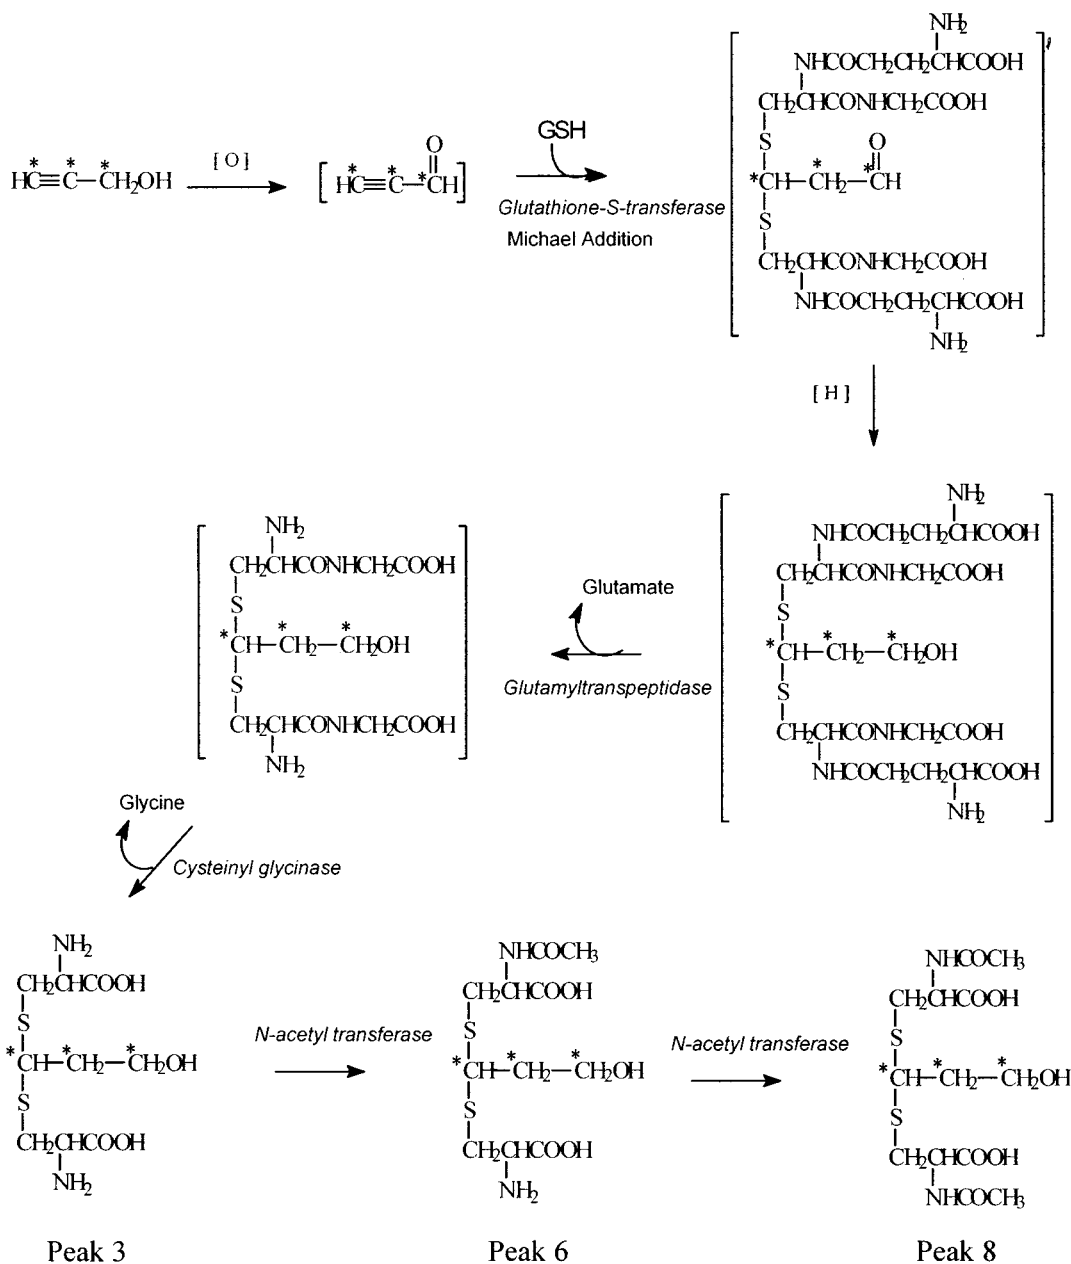 HC≡C–CH₂OH
* * *
[ O ]
[ HC≡C–CH ]
* * *
O
GSH
Glutathione-S-transferase
Michael Addition
NH₂
NHCOCH₂CH₂CHCOOH
CH₂CHCONHCH₂COOH
S
O
*CH–CH₂–CH
* *
S
CH₂CHCONHCH₂COOH
NHCOCH₂CH₂CHCOOH
NH₂
[ H ]
NH₂
NHCOCH₂CH₂CHCOOH
CH₂CHCONHCH₂COOH
S
* *
*CH–CH₂–CH₂OH
S
CH₂CHCONHCH₂COOH
NHCOCH₂CH₂CHCOOH
NH₂
Glutamate
Glutamyltranspeptidase
NH₂
CH₂CHCONHCH₂COOH
S
* *
*CH–CH₂–CH₂OH
S
CH₂CHCONHCH₂COOH
NH₂
Glycine
Cysteinyl glycinase
NH₂
CH₂CHCOOH
S
* *
*CH–CH₂–CH₂OH
S
CH₂CHCOOH
NH₂
Peak 3
N-acetyl transferase
NHCOCH₃
CH₂CHCOOH
S
* *
*CH–CH₂–CH₂OH
S
CH₂CHCOOH
NH₂
Peak 6
N-acetyl transferase
NHCOCH₃
CH₂CHCOOH
S
* *
*CH–CH₂–CH₂OH
S
CH₂CHCOOH
NHCOCH₃
Peak 8